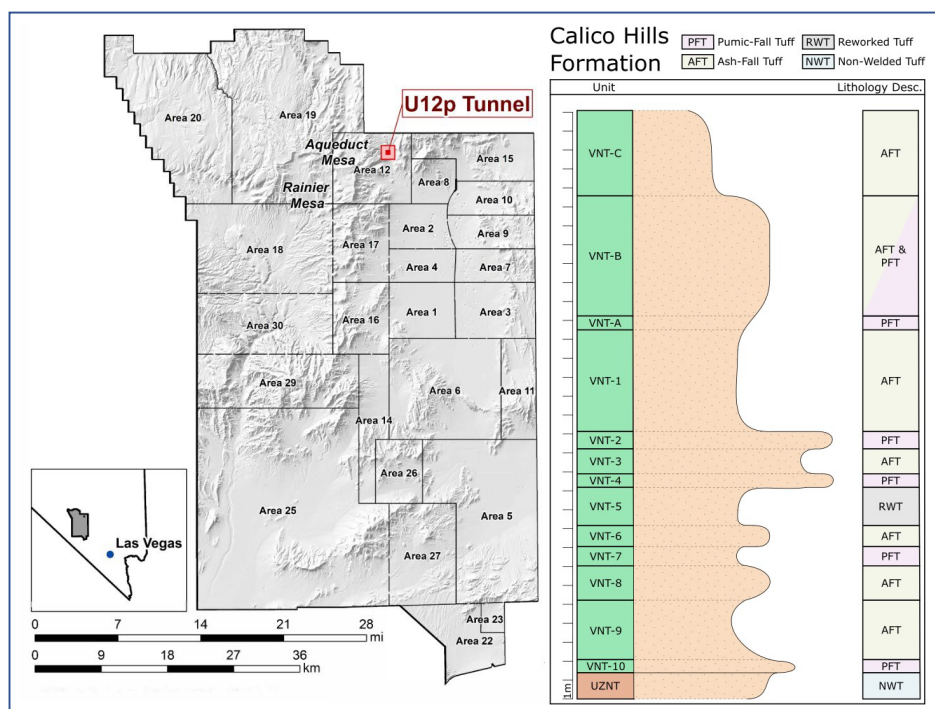 U12p Tunnel
Area 20
Area 19
Aqueduct
Mesa
Area 15
Area 12
Area 8
Rainier
Mesa
Area 10
Area 2
Area 9
Area 17
Area 18
Area 4
Area 7
Area 1
Area 3
Area 16
Area 30
Area 29
Area 6
Area 11
Area 14
Area 26
Area 25
Area 5
Area 27
Area 23
Area 22
Las Vegas
0 7 14 21 28
mi
0 9 18 27 36
km
Calico Hills
Formation
PFT Pumic-Fall Tuff
RWT Reworked Tuff
AFT Ash-Fall Tuff
NWT Non-Welded Tuff
Unit Lithology Desc.
VNT-C AFT
VNT-B AFT &
PFT
VNT-A PFT
VNT-1 AFT
VNT-2 PFT
VNT-3 AFT
VNT-4 PFT
VNT-5 RWT
VNT-6 AFT
VNT-7 PFT
VNT-8 AFT
VNT-9 AFT
VNT-10 PFT
1m UZNT NWT